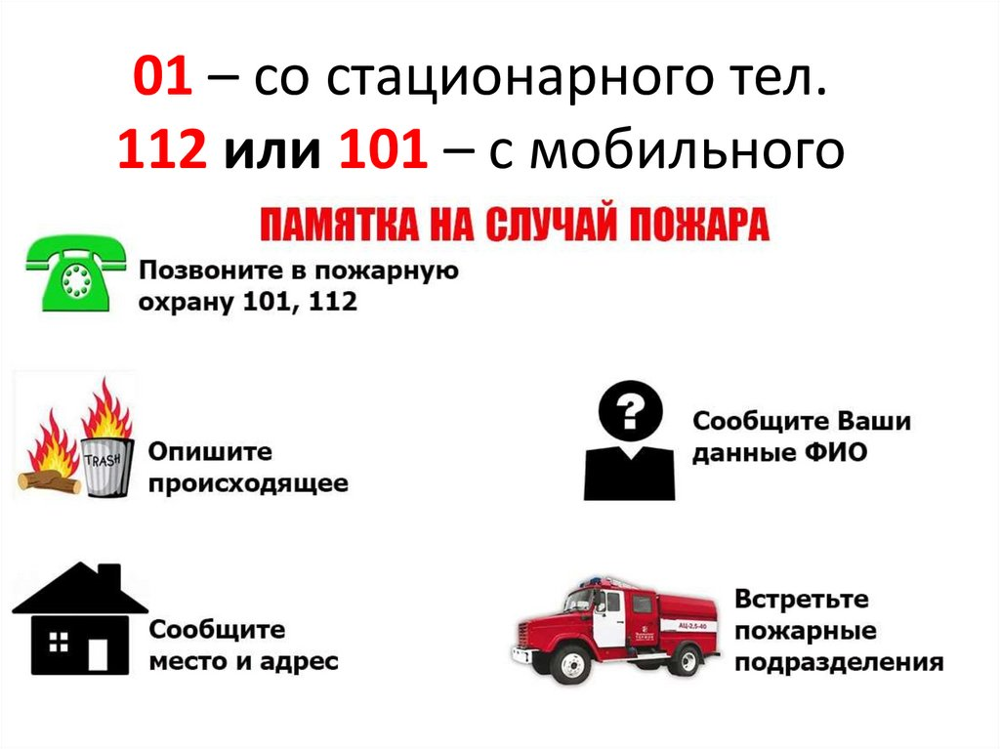 01 – со стационарного тел.
112 или 101 – с мобильного
ПАМЯТКА НА СЛУЧАЙ ПОЖАРА
Позвоните в пожарную
охрану 101, 112
TRASH
Опишите
происходящее
?
Сообщите Ваши
данные ФИО
Сообщите
место и адрес
АЦ-2,5-40
Встретьте
пожарные
подразделения